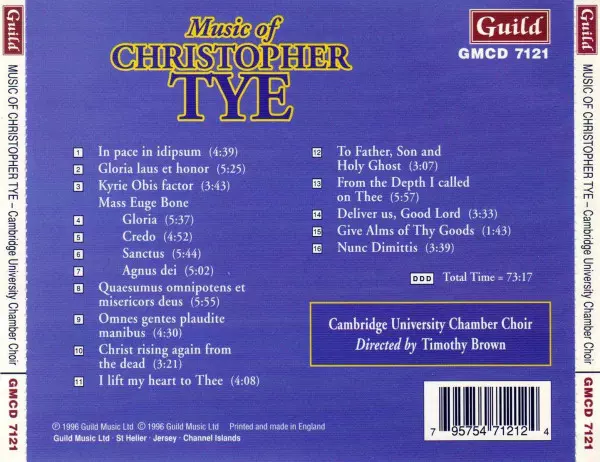 Guild
MUSIC OF CHRISTOPHER TYE – Cambridge University Chamber Choir
GMCD 7121
Music of
CHRISTOPHER
TYE
Guild
GMCD 7121
1 In pace in idipsum (4:39)
2 Gloria laus et honor (5:25)
3 Kyrie Obis factor (3:43)
Mass Euge Bone
4 Gloria (5:37)
5 Credo (4:52)
6 Sanctus (5:44)
7 Agnus dei (5:02)
8 Quaesumus omnipotens et
misericors deus (5:55)
9 Omnes gentes plaudite
manibus (4:30)
10 Christ rising again from
the dead (3:21)
11 I lift my heart to Thee (4:08)
12 To Father, Son and
Holy Ghost (3:07)
13 From the Depth I called
on Thee (5:57)
14 Deliver us, Good Lord (3:33)
15 Give Alms of Thy Goods (1:43)
16 Nunc Dimittis (3:39)
DDD Total Time = 73:17
Cambridge University Chamber Choir
Directed by Timothy Brown
℗ 1996 Guild Music Ltd © 1996 Guild Music Ltd Printed and made in England
Guild Music Ltd · St Helier · Jersey · Channel Islands
7 95754 71212 4
Guild
MUSIC OF CHRISTOPHER TYE – Cambridge University Chamber Choir
GMCD 7121